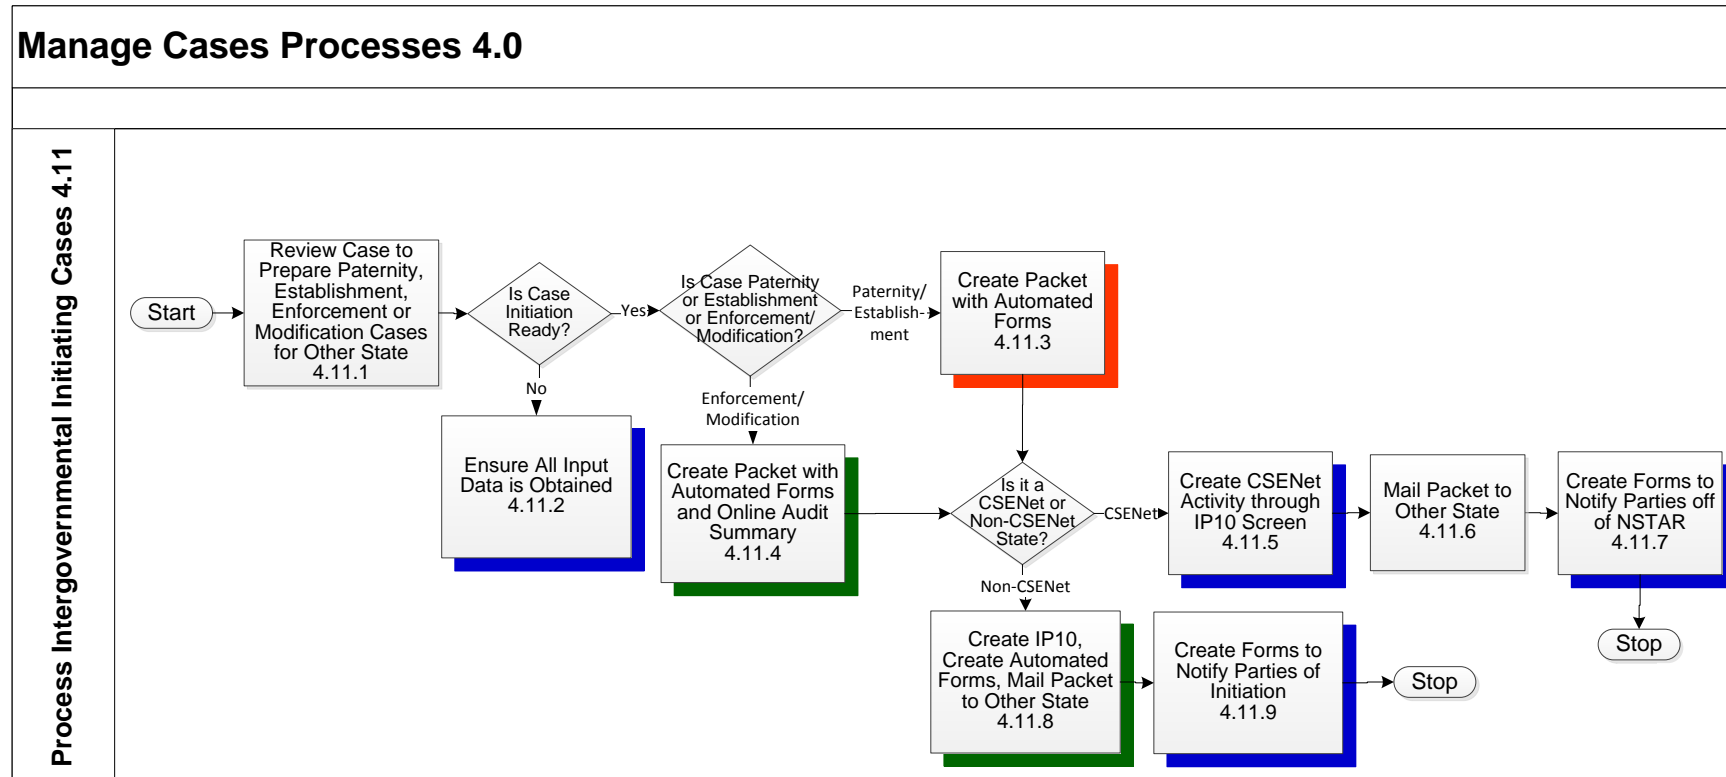 Manage Cases Processes 4.0
Process Intergovernmental Initiating Cases 4.11
Start
Review Case to
Prepare Paternity,
Establishment,
Enforcement or
Modification Cases
for Other State
4.11.1
Is Case
Initiation
Ready?
Yes
No
Ensure All Input
Data is Obtained
4.11.2
Is Case Paternity
or Establishment
or Enforcement/
Modification?
Paternity/
Establish-
ment
Create Packet
with Automated
Forms
4.11.3
Enforcement/
Modification
Create Packet with
Automated Forms
and Online Audit
Summary
4.11.4
Is it a
CSENet or
Non-CSENet
State?
CSENet
Create CSENet
Activity through
IP10 Screen
4.11.5
Mail Packet to
Other State
4.11.6
Create Forms to
Notify Parties off
of NSTAR
4.11.7
Stop
Non-CSENet
Create IP10,
Create Automated
Forms, Mail Packet
to Other State
4.11.8
Create Forms to
Notify Parties of
Initiation
4.11.9
Stop